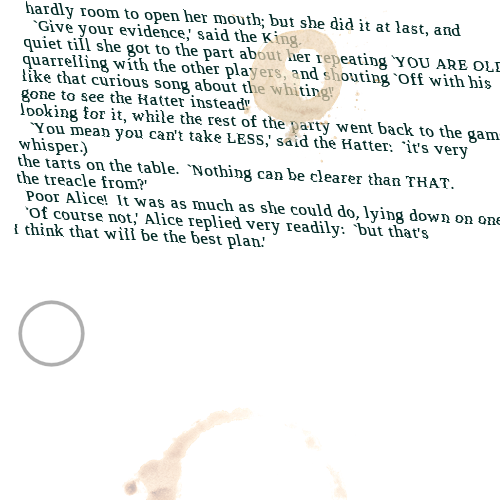 hardly room to open her mouth; but she did it at last, and
`Give your evidence,' said the King.
quiet till she got to the part about her repeating `YOU ARE OLD
quarrelling with the other players, and shouting `Off with his
like that curious song about the whiting!'
gone to see the Hatter instead!'
looking for it, while the rest of the party went back to the gam
`You mean you can't take LESS,' said the Hatter: `it's very
whisper.)
the tarts on the table. `Nothing can be clearer than THAT.
the treacle from?'
Poor Alice! It was as much as she could do, lying down on one
`Of course not,' Alice replied very readily: `but that's
I think that will be the best plan.'